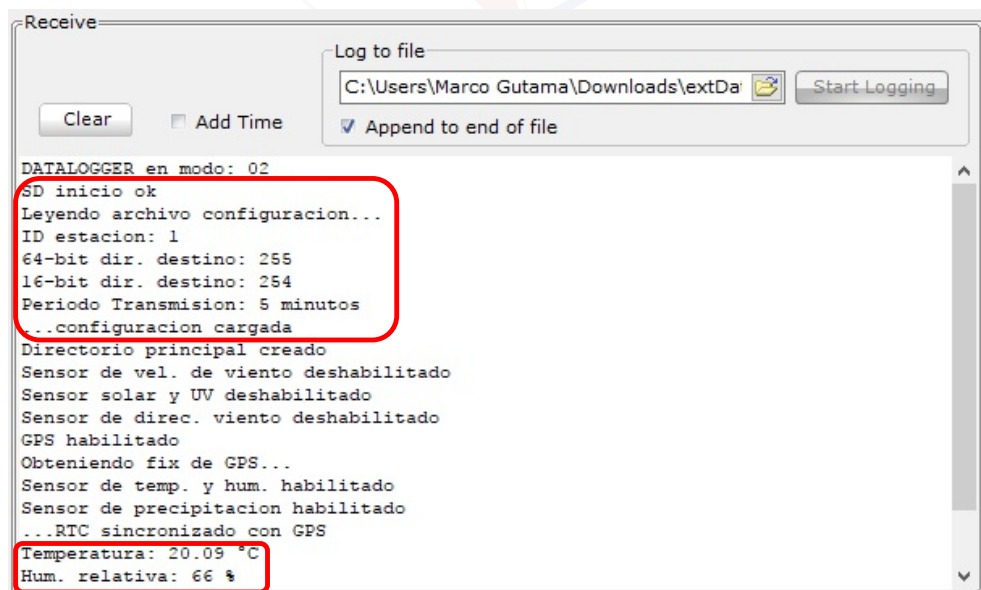 Receive
Log to file
C:\Users\Marco Gutama\Downloads\extDa
Start Logging
Clear
Add Time
Append to end of file
DATALOGGER en modo: 02
SD inicio ok
Leyendo archivo configuracion...
ID estacion: 1
64-bit dir. destino: 255
16-bit dir. destino: 254
Periodo Transmision: 5 minutos
...configuracion cargada
Directorio principal creado
Sensor de vel. de viento deshabilitado
Sensor solar y UV deshabilitado
Sensor de direc. viento deshabilitado
GPS habilitado
Obteniendo fix de GPS...
Sensor de temp. y hum. habilitado
Sensor de precipitacion habilitado
...RTC sincronizado con GPS
Temperatura: 20.09 °C
Hum. relativa: 66 %